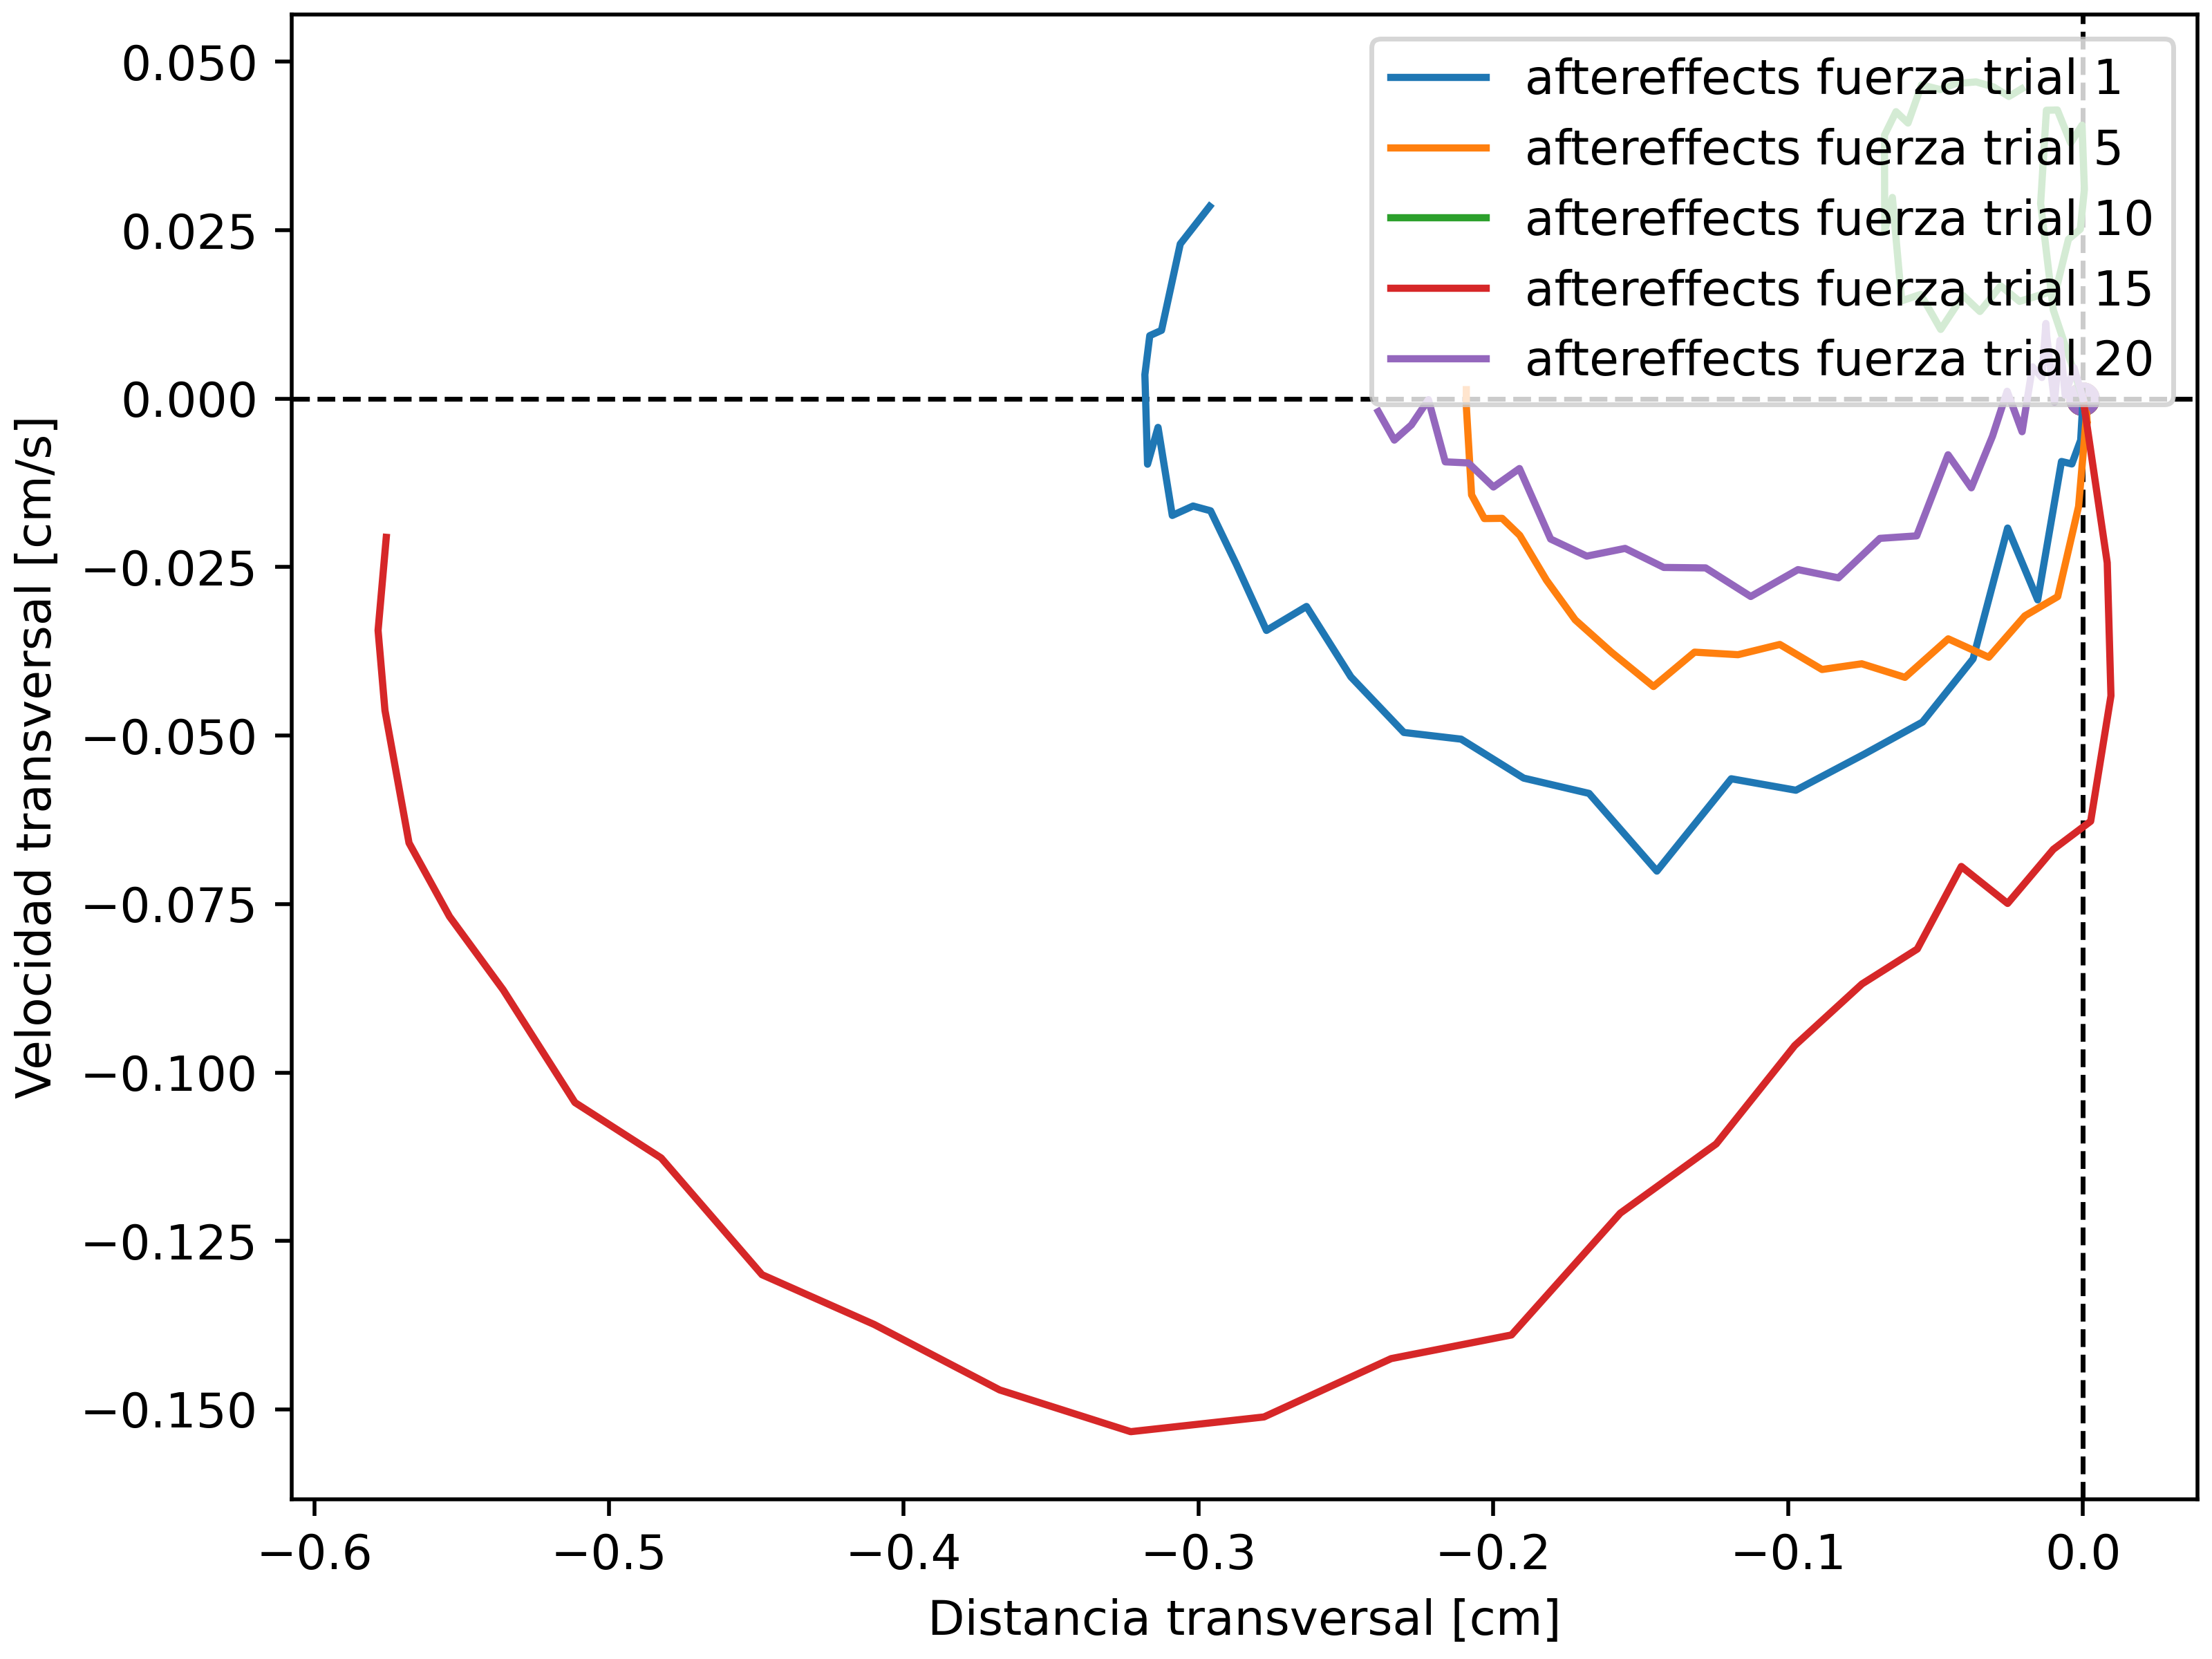 aftereffects fuerza trial 1
aftereffects fuerza trial 5
aftereffects fuerza trial 10
aftereffects fuerza trial 15
aftereffects fuerza trial 20
0.050
0.025
0.000
−0.025
−0.050
−0.075
−0.100
−0.125
−0.150
Velocidad transversal [cm/s]
−0.6 −0.5 −0.4 −0.3 −0.2 −0.1 0.0
Distancia transversal [cm]